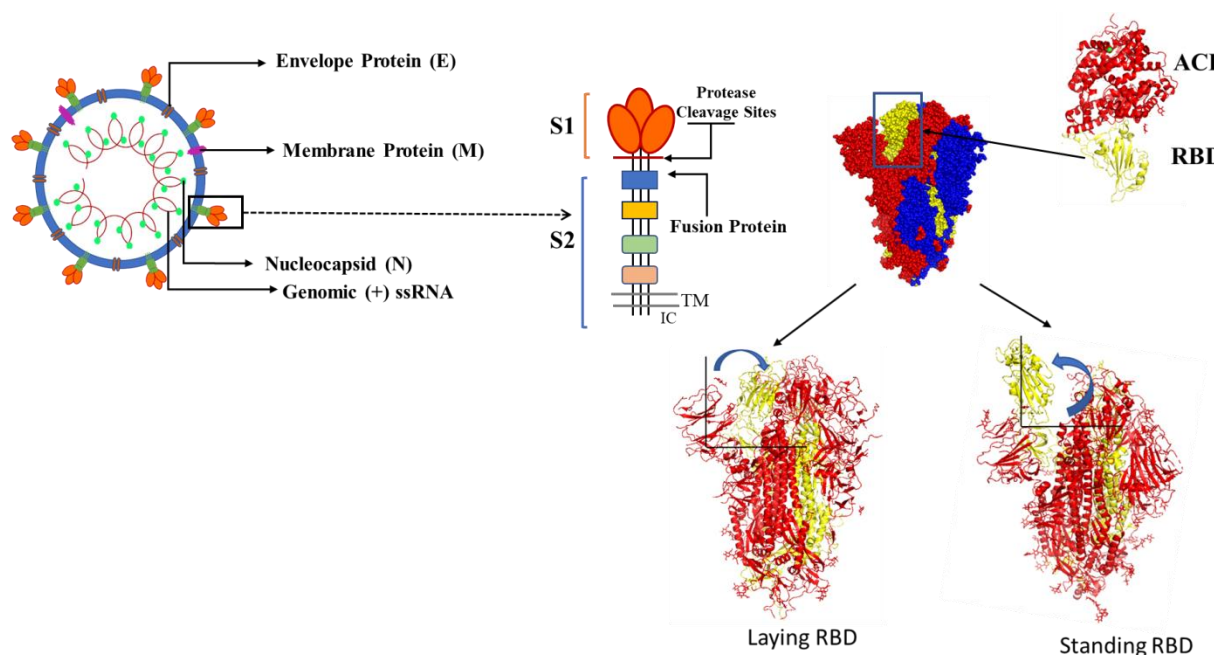 Envelope Protein (E)
Membrane Protein (M)
Nucleocapsid (N)
Genomic (+) ssRNA
S1
S2
Protease
Cleavage Sites
Fusion Protein
TM
IC
RBD
Laying RBD
Standing RBD